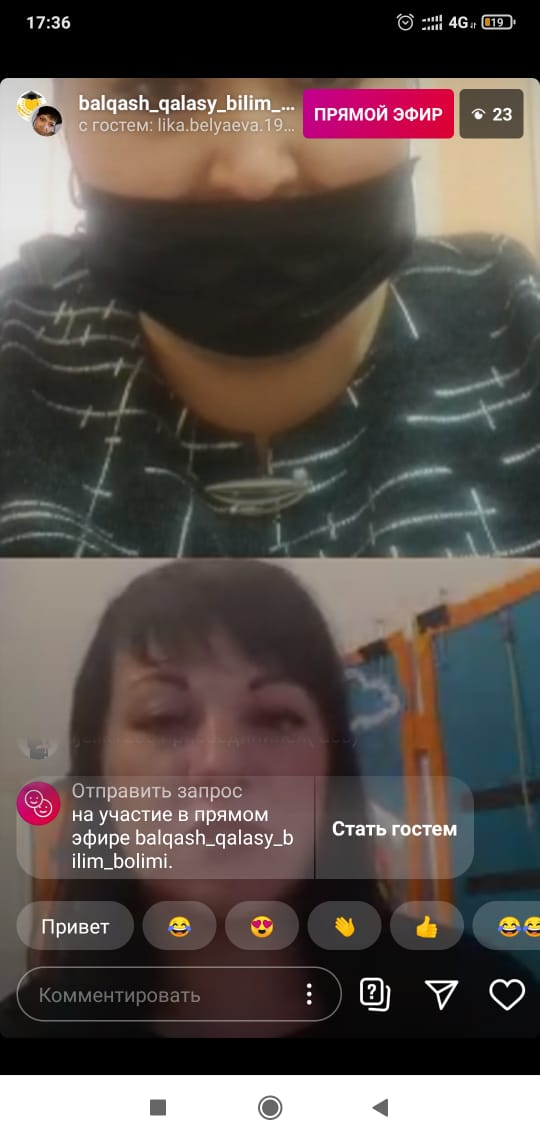 17:36
4G
19
balqash_qalasy_bilim_...
с гостем: lika.belyaeva.19...
ПРЯМОЙ ЭФИР
23
Отправить запрос
на участие в прямом
эфире balqash_qalasy_b
ilim_bolimi.
Стать гостем
Привет
Комментировать